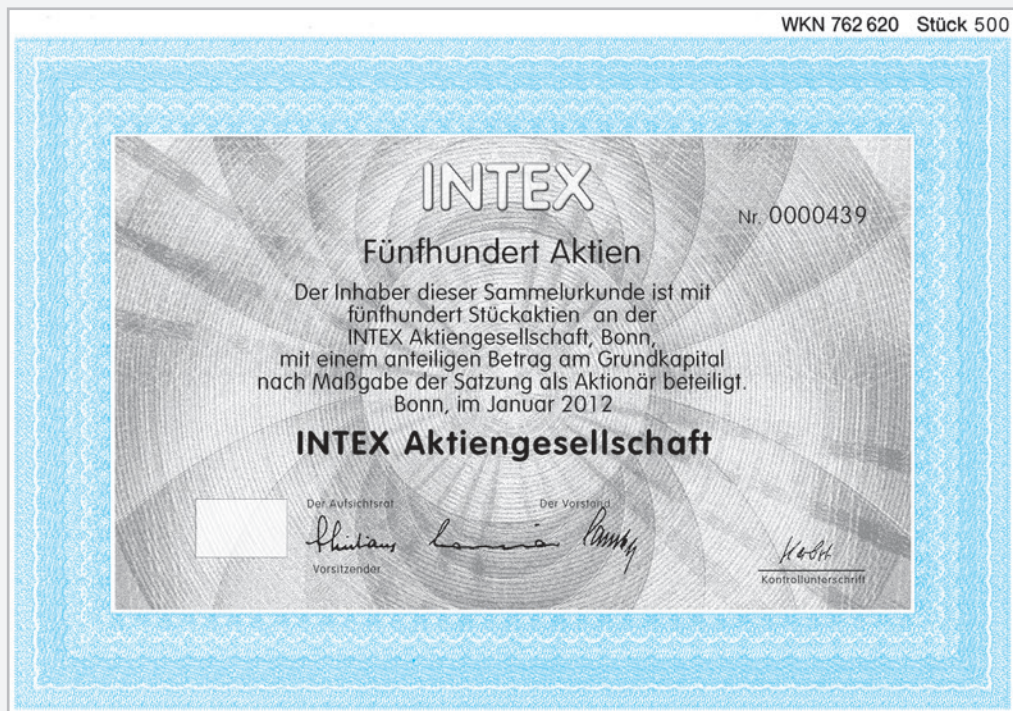 WKN 762 620 Stück 500
INTEX
Nr. 0000439
Fünfhundert Aktien
Der Inhaber dieser Sammelurkunde ist mit
fünfhundert Stückaktien an der
INTEX Aktiengesellschaft, Bonn,
mit einem anteiligen Betrag am Grundkapital
nach Maßgabe der Satzung als Aktionär beteiligt.
Bonn, im Januar 2012
INTEX Aktiengesellschaft
Der Aufsichtsrat Der Vorstand
Vorsitzender
Kontrollunterschrift